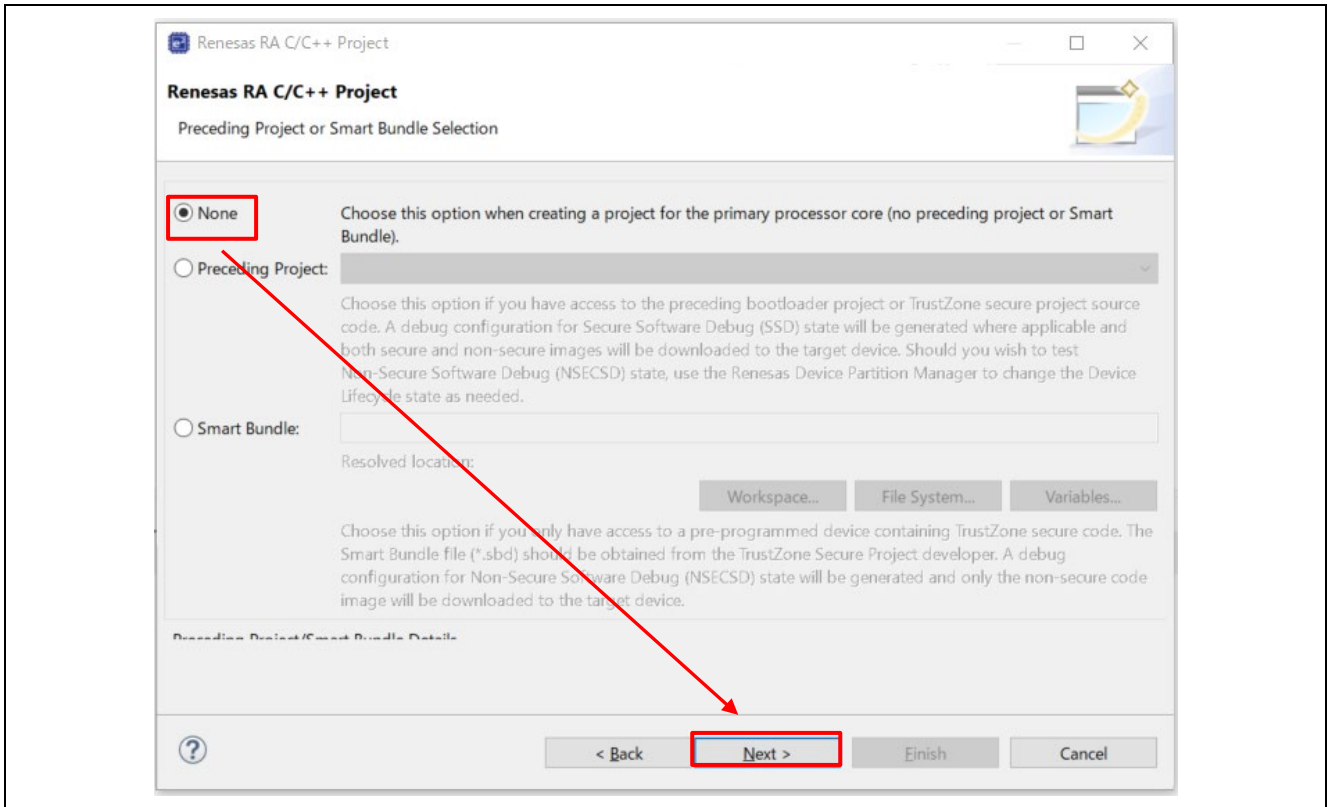 Renesas RA C/C++ Project
Renesas RA C/C++ Project
Preceding Project or Smart Bundle Selection
None
Choose this option when creating a project for the primary processor core (no preceding project or Smart
Bundle).
Preceding Project:
Choose this option if you have access to the preceding bootloader project or TrustZone secure project source
code. A debug configuration for Secure Software Debug (SSD) state will be generated where applicable and
both secure and non-secure images will be downloaded to the target device. Should you wish to test
Non-Secure Software Debug (NSECSD) state, use the Renesas Device Partition Manager to change the Device
Lifecycle state as needed.
Smart Bundle:
Resolved location:
Workspace... File System... Variables...
Choose this option if you only have access to a pre-programmed device containing TrustZone secure code. The
Smart Bundle file (*.sbd) should be obtained from the TrustZone Secure Project developer. A debug
configuration for Non-Secure Software Debug (NSECSD) state will be generated and only the non-secure code
image will be downloaded to the target device.
Preceding Project/Smart Bundle Details
? < Back Next > Finish Cancel